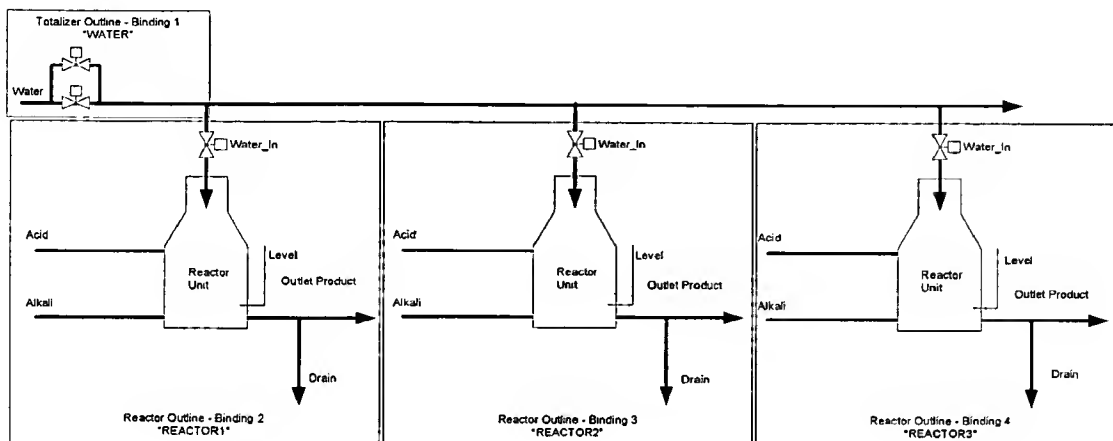 Totalizer Outline - Binding 1
"WATER"
Water
Water_In
Water_In
Water_In
Acid
Level
Reactor
Unit
Outlet Product
Alkali
Drain
Reactor Outline - Binding 2
"REACTOR1"
Acid
Level
Reactor
Unit
Outlet Product
Alkali
Drain
Reactor Outline - Binding 3
"REACTOR2"
Acid
Level
Reactor
Unit
Outlet Product
Alkali
Drain
Reactor Outline - Binding 4
"REACTOR3"